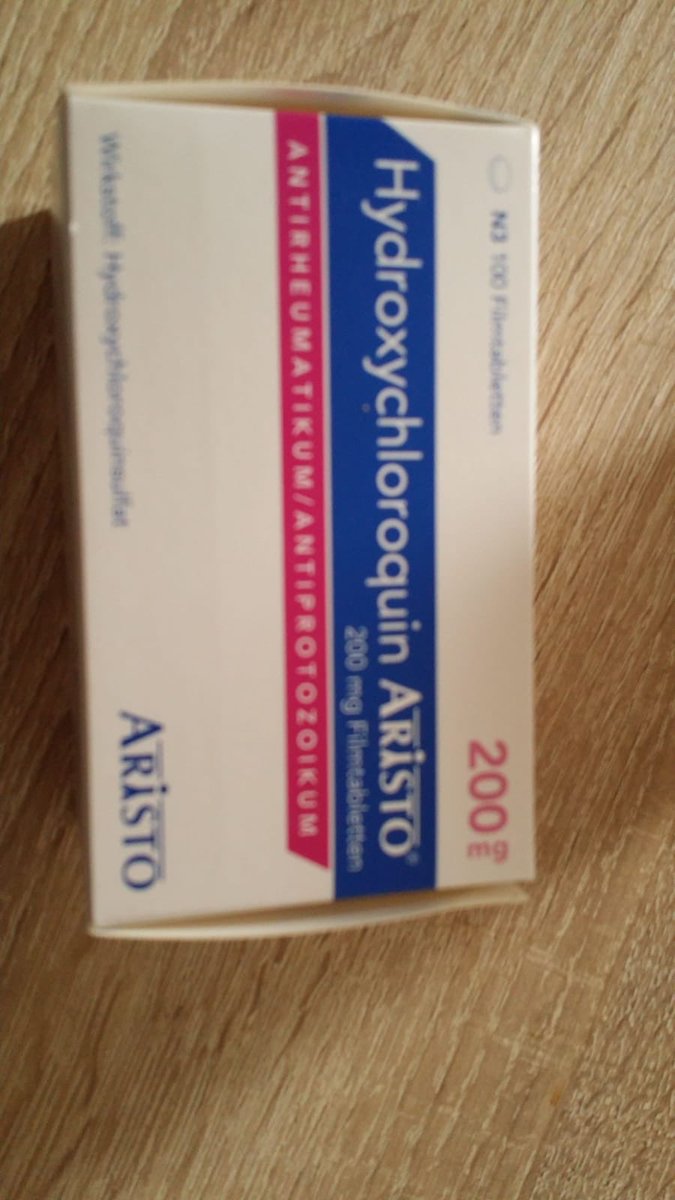 N3 100 Filmtabletten
200 mg
Hydroxychloroquin ARISTO®
200 mg Filmtabletten
ANTIRHEUMATIKUM/ANTIPROTOZOIKUM
Wirkstoff: Hydroxychloroquinsulfat
ARISTO